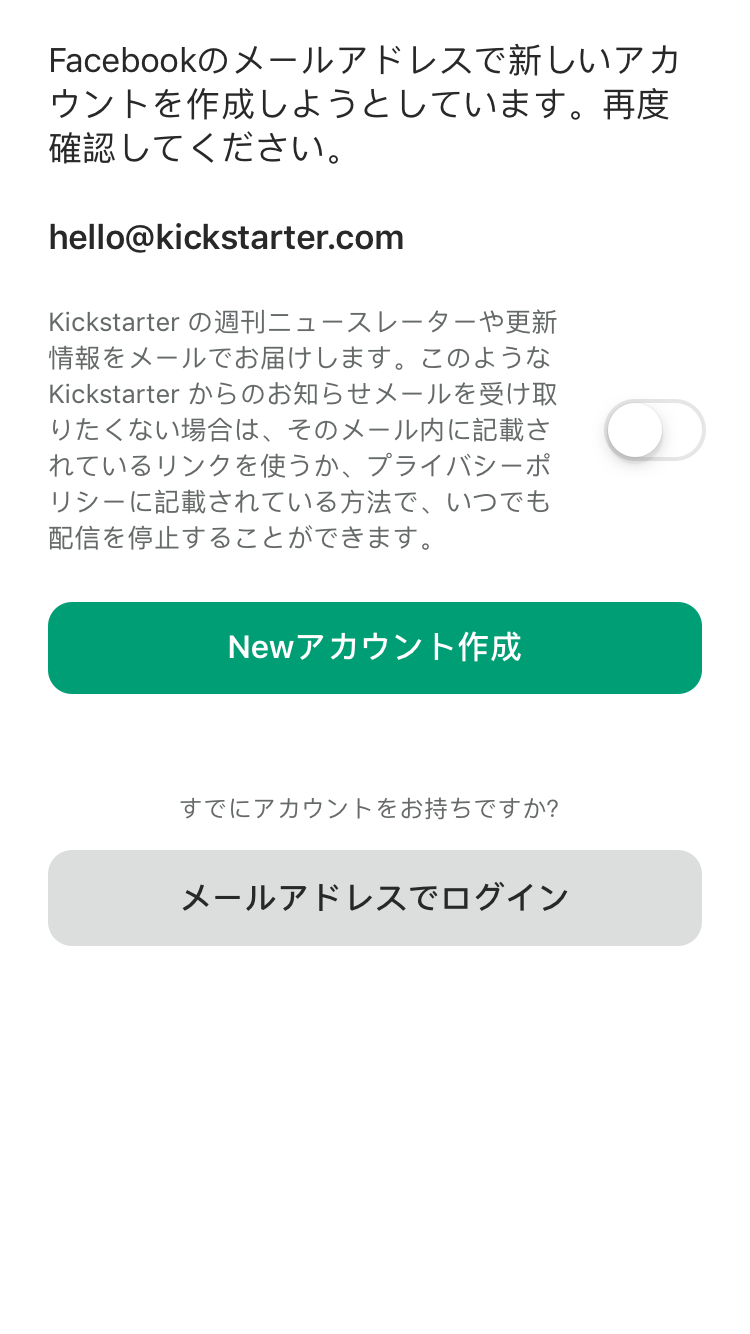 Facebookのメールアドレスで新しいアカ
ウントを作成しようとしています。再度
確認してください。
hello@kickstarter.com
Kickstarter の週刊ニュースレーターや更新
情報をメールでお届けします。このような
Kickstarter からのお知らせメールを受け取
りたくない場合は、そのメール内に記載さ
れているリンクを使うか、プライバシーポ
リシーに記載されている方法で、いつでも
配信を停止することができます。
Newアカウント作成
すでにアカウントをお持ちですか?
メールアドレスでログイン